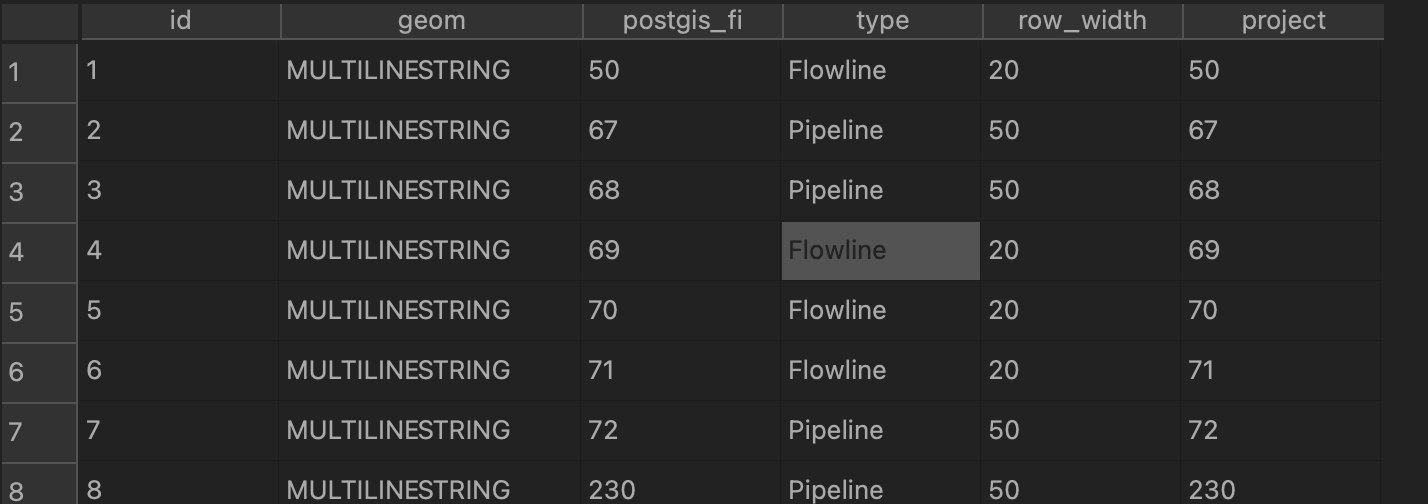 id geom postgis_fi type row_width project
1 1 MULTILINESTRING 50 Flowline 20 50
2 2 MULTILINESTRING 67 Pipeline 50 67
3 3 MULTILINESTRING 68 Pipeline 50 68
4 4 MULTILINESTRING 69 Flowline 20 69
5 5 MULTILINESTRING 70 Flowline 20 70
6 6 MULTILINESTRING 71 Flowline 20 71
7 7 MULTILINESTRING 72 Pipeline 50 72
8 8 MULTILINESTRING 230 Pipeline 50 230